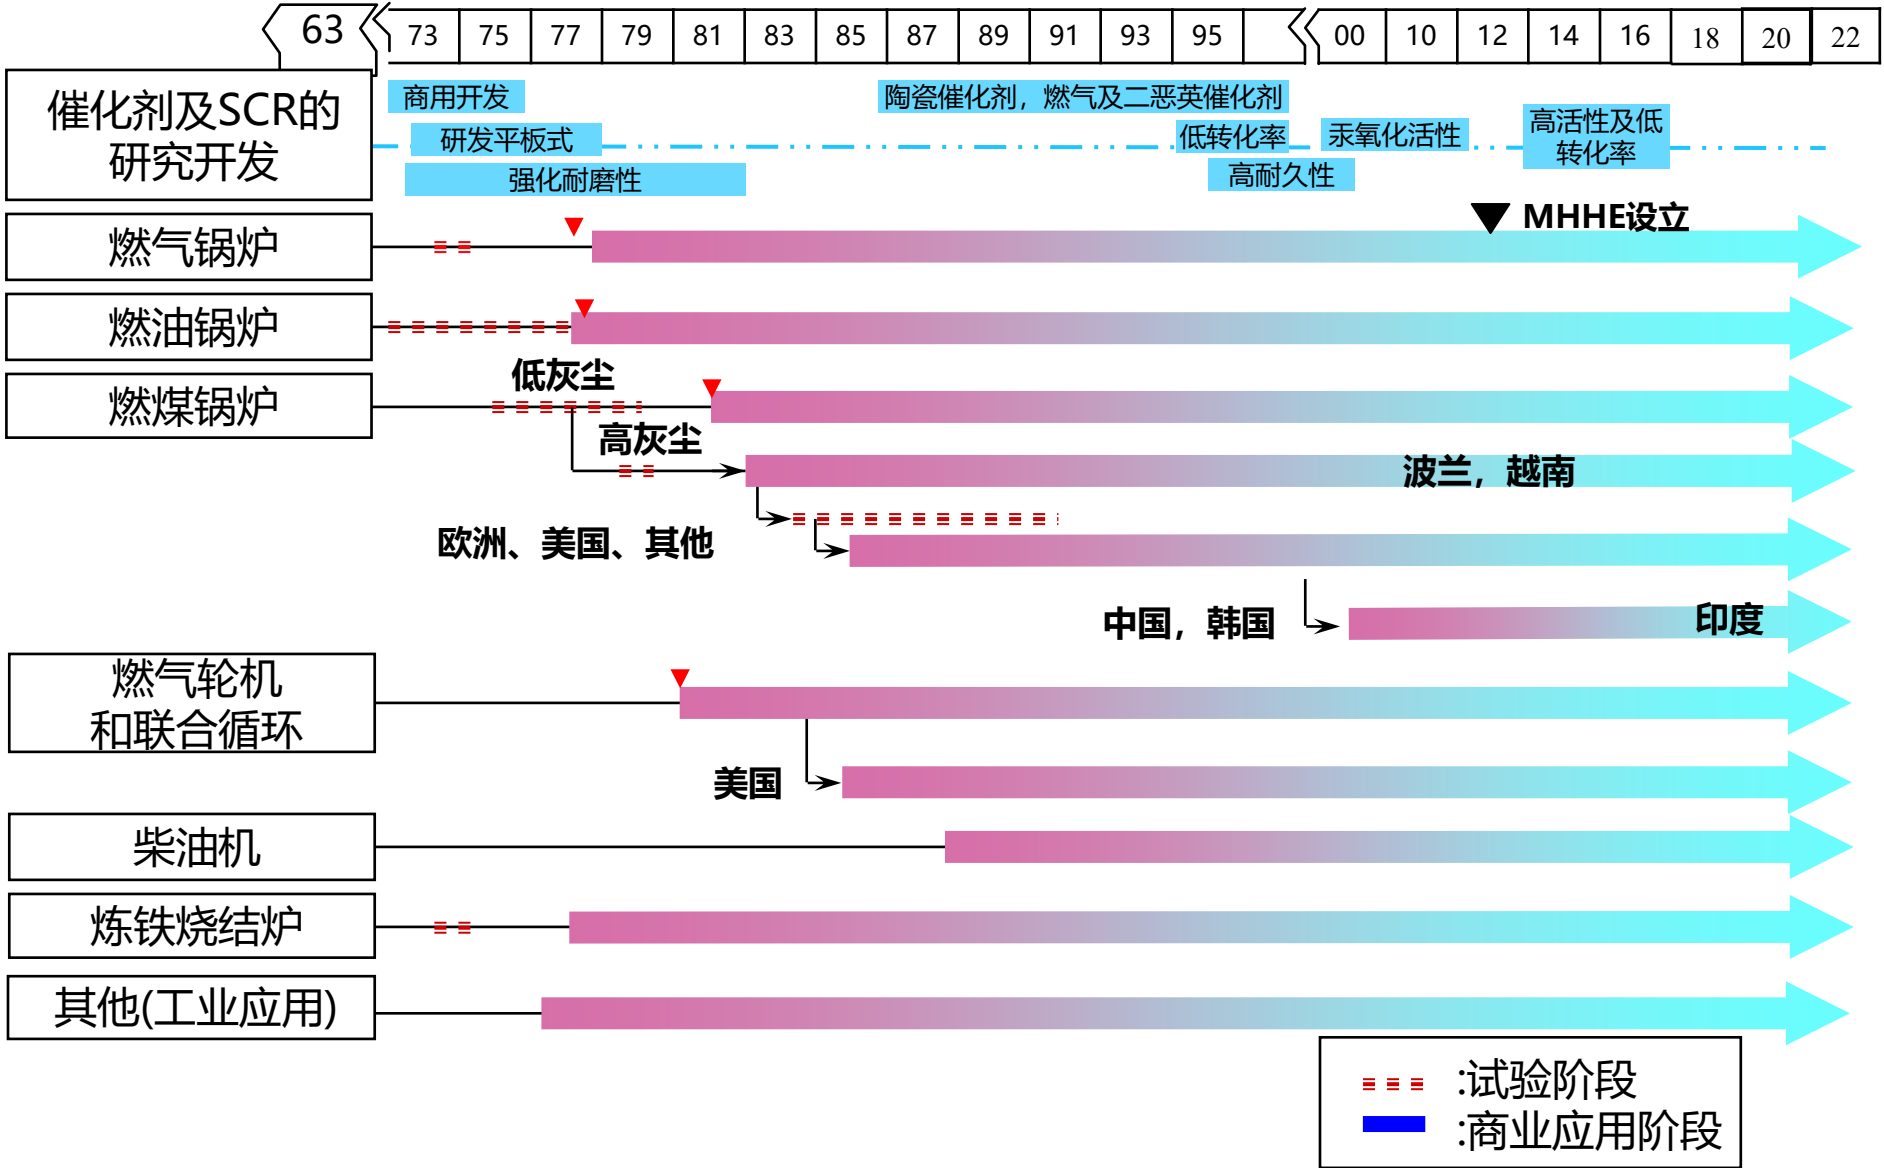 63 73 75 77 79 81 83 85 87 89 91 93 95 00 10 12 14 16 18 20 22
催化剂及SCR的
研究开发
商用开发
陶瓷催化剂，燃气及二恶英催化剂
研发平板式
低转化率
汞氧化活性
高活性及低
转化率
强化耐磨性
高耐久性
MHHE设立
燃气锅炉
燃油锅炉
低灰尘
燃煤锅炉
高灰尘
波兰，越南
欧洲、美国、其他
中国，韩国
印度
燃气轮机
和联合循环
美国
柴油机
炼铁烧结炉
其他(工业应用)
:试验阶段
:商业应用阶段